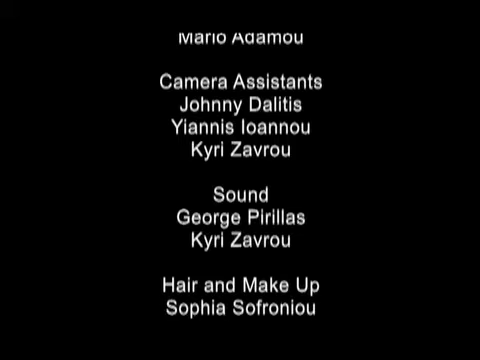 Mario Adamou
Camera Assistants
Johnny Dalitis
Yiannis Ioannou
Kyri Zavrou
Sound
George Pirillas
Kyri Zavrou
Hair and Make Up
Sophia Sofroniou